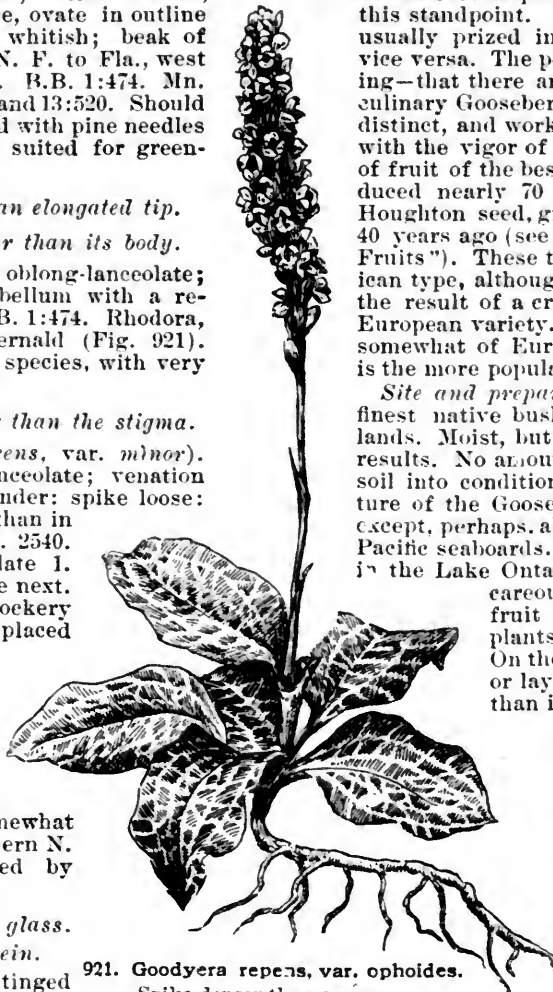 e, ovate in outline
whitish; beak of
N. F. to Fla., west
B.B. 1:474. Mn.
and 13:520. Should
d with pine needles
suited for green-
an elongated tip.
r than its body.
oblong-lanceolate;
bellum with a re-
B. 1:474. Rhodora,
ernald (Fig. 921).
species, with very
than the stigma.
ens, var. minor).
nceolate; venation
nder: spike loose:
than in
. 2540.
late 1.
e next.
ockery
placed
newhat
ern N.
ed by
glass.
ein.
tinged
921. Goodyera repens, var. ophoides.
this standpoint.
usually prized in
vice versa. The p
ing—that there ar
culinary Gooseber
distinct, and work
with the vigor of
of fruit of the bes
duced nearly 70
Houghton seed, g
40 years ago (see
Fruits"). These t
ican type, althoug
the result of a cr
European variety.
somewhat of Eur
is the more popula
Site and prepa
finest native bush
lands. Moist, but
results. No amou
soil into condition
ture of the Goose
except, perhaps, a
Pacific seaboards.
in the Lake Onta
careou
fruit
plants
On the
or lay
than i